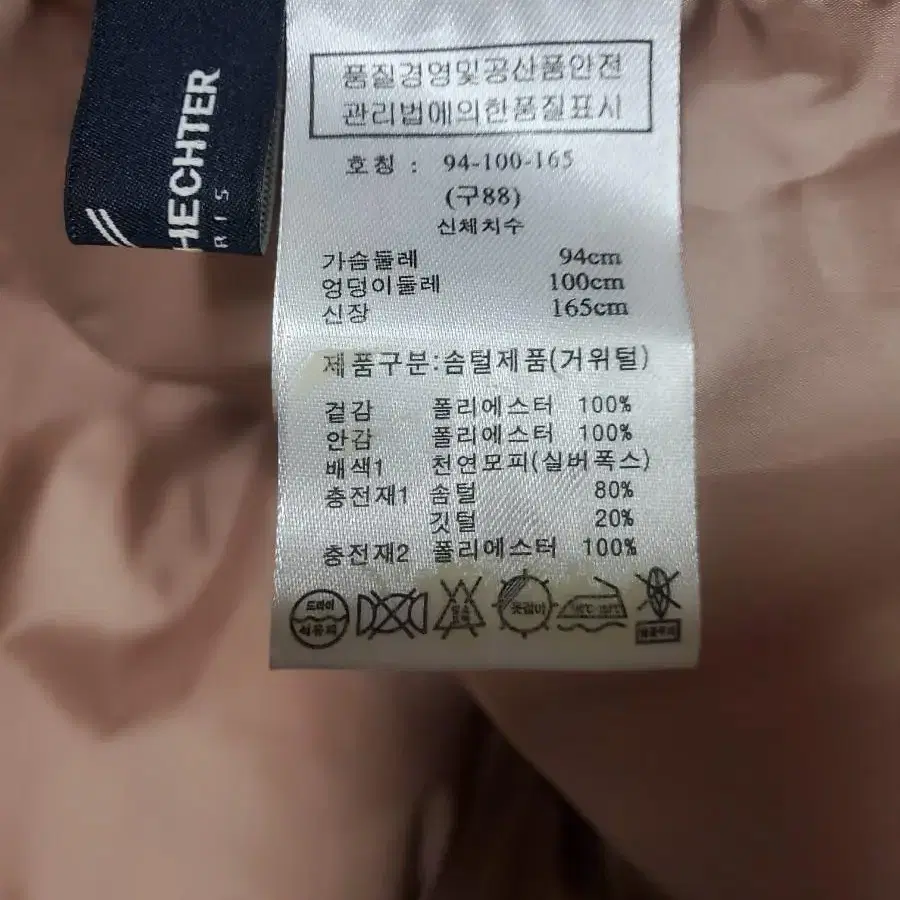 HECHTER
RIS
품질경영및공산품안전
관리법에의한품질표시
호칭 : 94-100-165
(구88)
신체치수
가슴둘레 94cm
엉덩이둘레 100cm
신장 165cm
제품구분:솜털제품(거위털)
겉감 폴리에스터 100%
안감 폴리에스터 100%
배색1 천연모피(실버폭스)
충전재1 솜털 80%
깃털 20%
충전재2 폴리에스터 100%
드라이
석유계
옷걸이